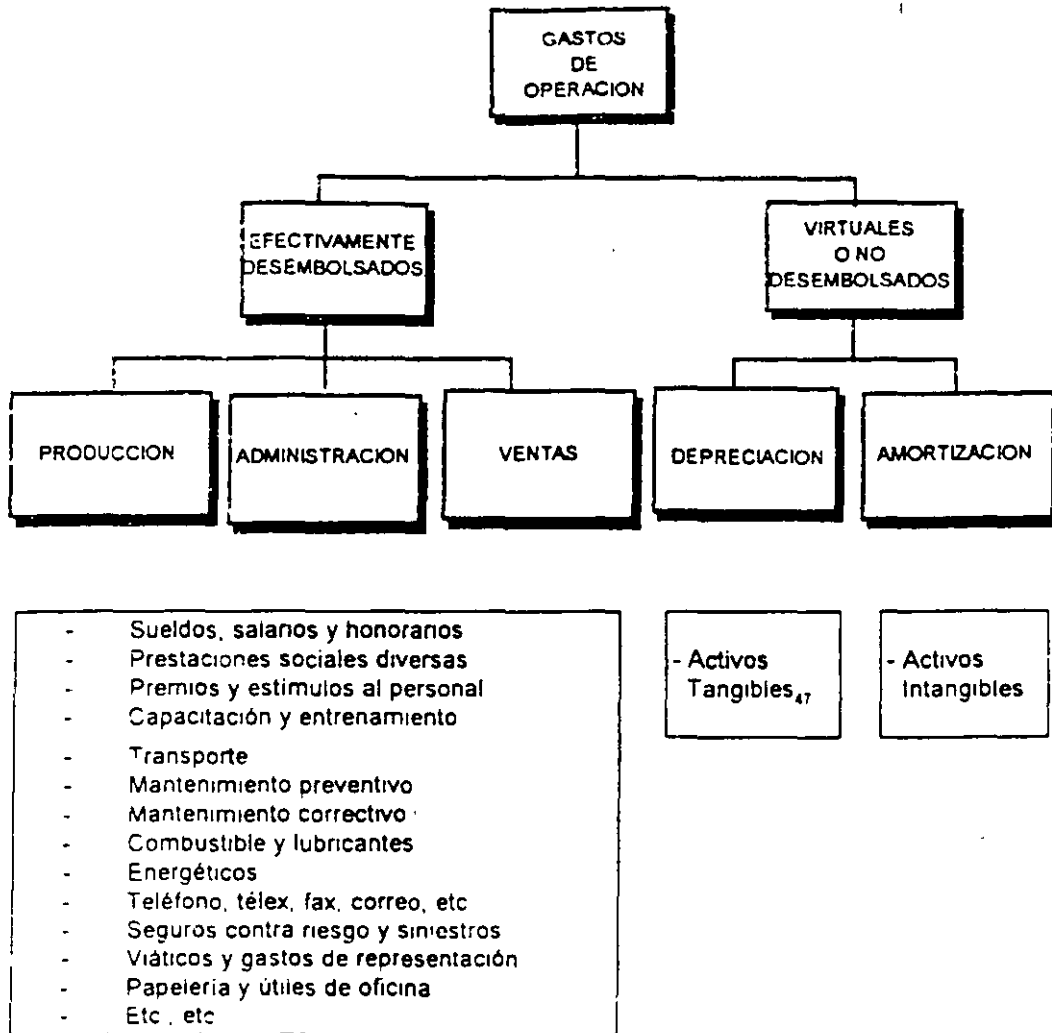 GASTOS
DE
OPERACION
EFECTIVAMENTE
DESEMBOLSADOS
VIRTUALES
O NO
DESEMBOLSADOS
PRODUCCION
ADMINISTRACION
VENTAS
DEPRECIACION
AMORTIZACION
- Sueldos, salarios y honorarios
- Prestaciones sociales diversas
- Premios y estímulos al personal
- Capacitación y entrenamiento
- Transporte
- Mantenimiento preventivo
- Mantenimiento correctivo
- Combustible y lubricantes
- Energéticos
- Teléfono, télex, fax, correo, etc
- Seguros contra riesgo y siniestros
- Viáticos y gastos de representación
- Papelería y útiles de oficina
- Etc , etc
- Activos
Tangibles47
- Activos
Intangibles